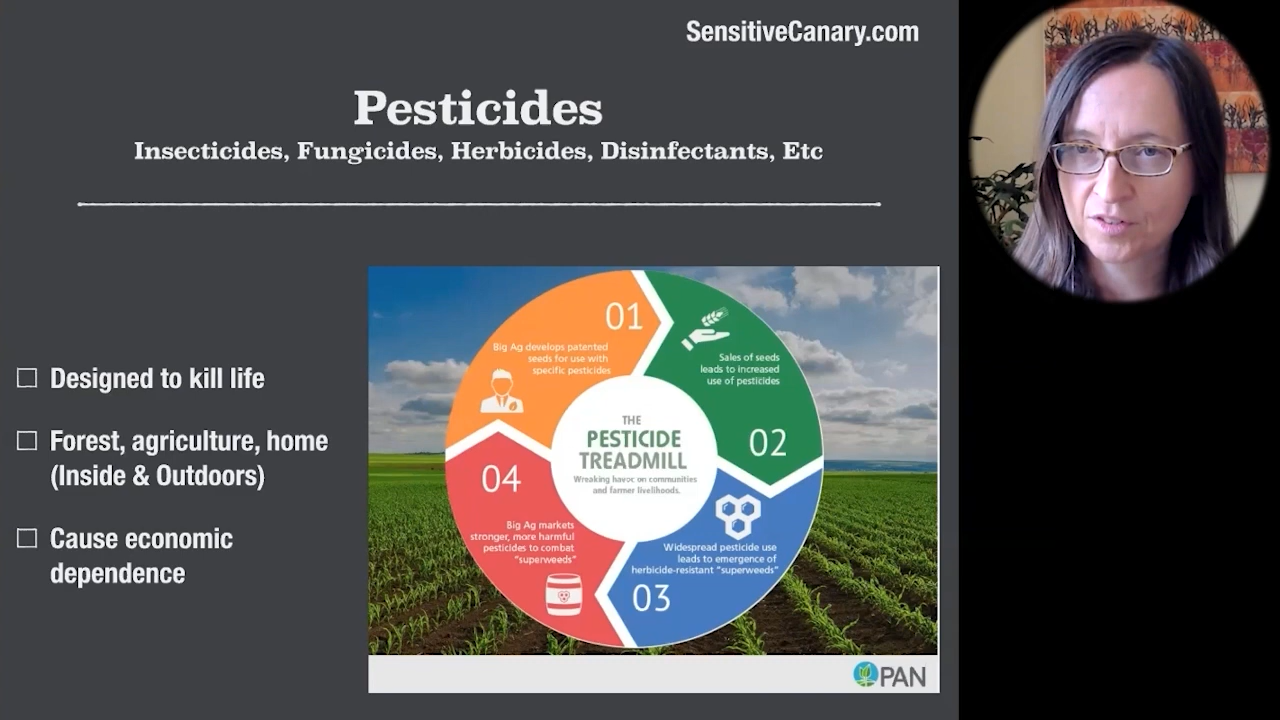 SensitiveCanary.com
Pesticides
Insecticides, Fungicides, Herbicides, Disinfectants, Etc
Designed to kill life
Forest, agriculture, home
(Inside & Outdoors)
Cause economic
dependence
01
Big Ag develops patented
seeds for use with
specific pesticides
Sales of seeds
leads to increased
use of pesticides
02
THE
PESTICIDE
TREADMILL
Wreaking havoc on communities
and farmer livelihoods.
Widespread pesticide use
leads to emergence of
herbicide-resistant "superweeds"
03
04
Big Ag markets
stronger, more harmful
pesticides to combat
"superweeds"
PAN